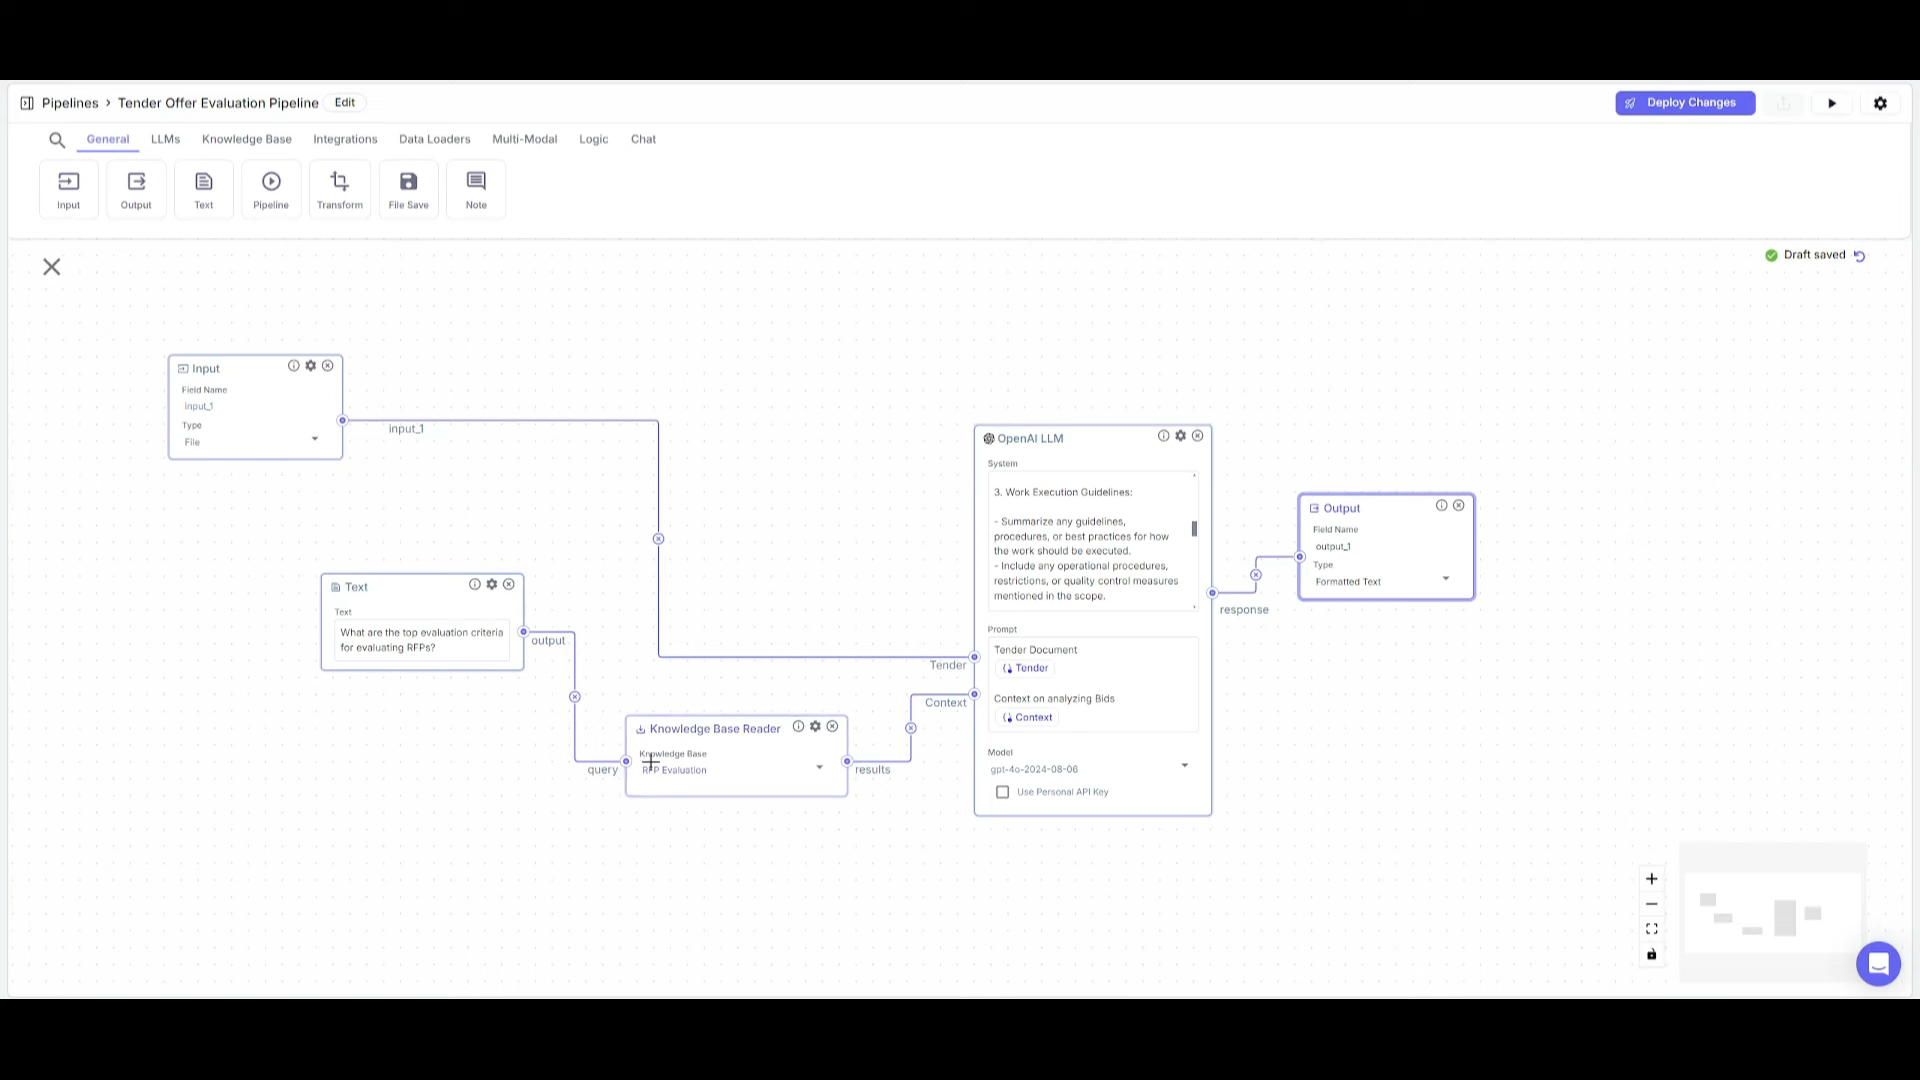 Pipelines › Tender Offer Evaluation Pipeline Edit
Deploy Changes
General LLMs Knowledge Base Integrations Data Loaders Multi-Modal Logic Chat
Input Output Text Pipeline Transform File Save Note
Draft saved
Input
Field Name
input_1
Type
File
input_1
Text
Text
What are the top evaluation criteria
for evaluating RFPs?
output
query
Knowledge Base Reader
Knowledge Base
RFP Evaluation
results
Tender
Context
OpenAI LLM
System
3. Work Execution Guidelines:
- Summarize any guidelines,
procedures, or best practices for how
the work should be executed.
- Include any operational procedures,
restrictions, or quality control measures
mentioned in the scope.
Prompt
Tender Document
Tender
Context on analyzing Bids
Context
Model
gpt-4o-2024-08-06
Use Personal API Key
response
Output
Field Name
output_1
Type
Formatted Text